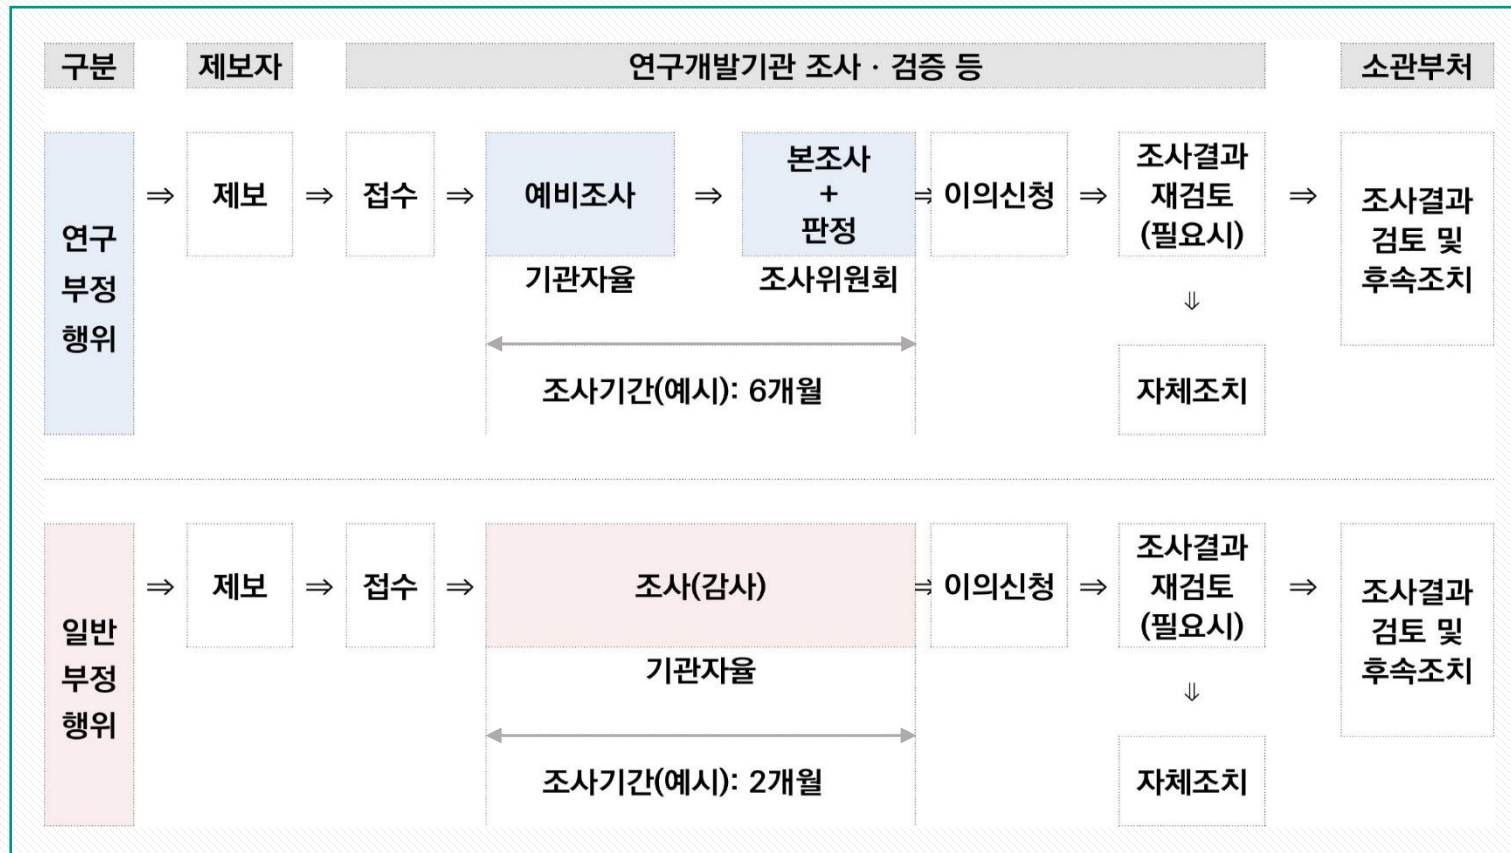 구분
제보자
연구개발기관 조사 · 검증 등
소관부처
연구
부정
행위
⇒
제보
⇒
접수
⇒
예비조사
기관자율
⇒
본조사
+
판정
조사위원회
⇒
이의신청
⇒
조사결과
재검토
(필요시)
⇓
자체조치
⇒
조사결과
검토 및
후속조치
조사기간(예시): 6개월
일반
부정
행위
⇒
제보
⇒
접수
⇒
조사(감사)
기관자율
⇒
이의신청
⇒
조사결과
재검토
(필요시)
⇓
자체조치
⇒
조사결과
검토 및
후속조치
조사기간(예시): 2개월